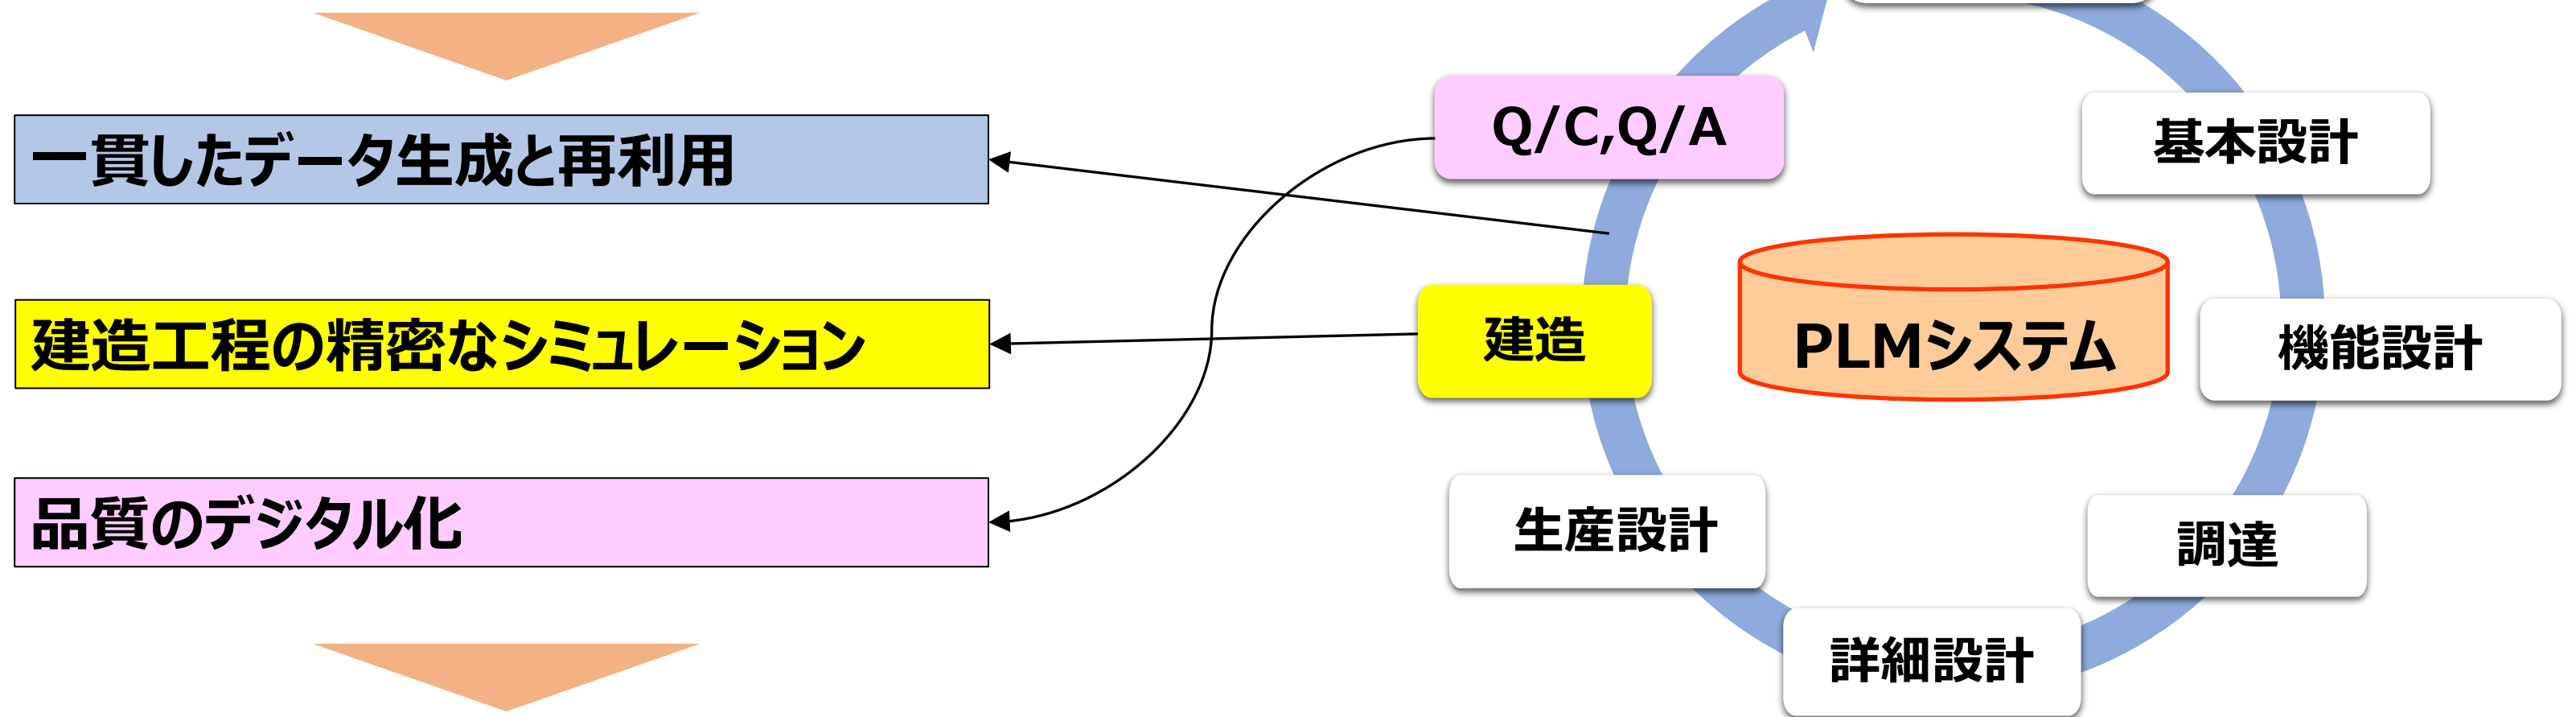 一貫したデータ生成と再利用
建造工程の精密なシミュレーション
品質のデジタル化
Q/C,Q/A
基本設計
建造
PLMシステム
機能設計
生産設計
調達
詳細設計